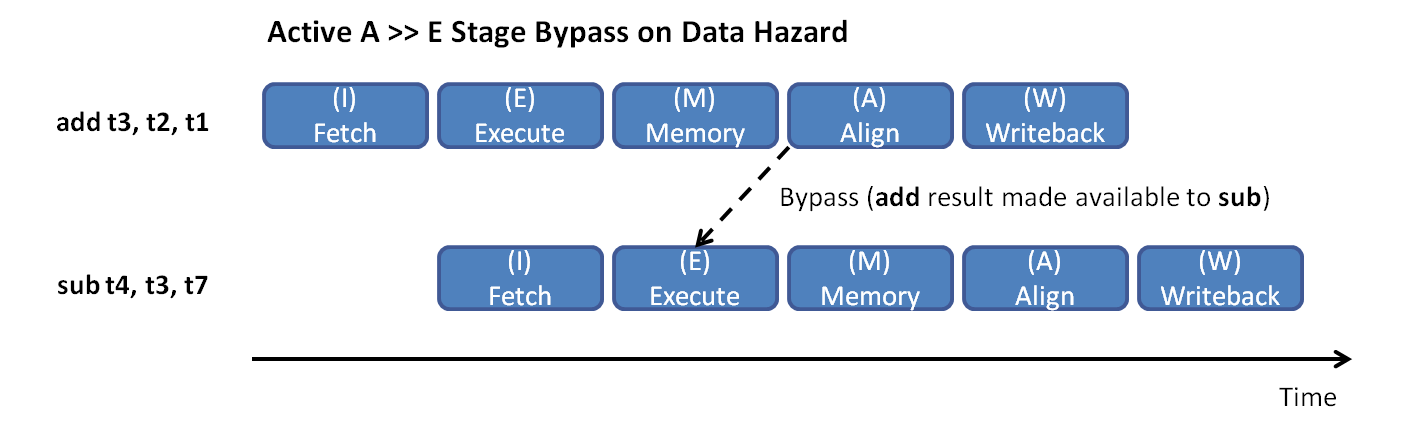 Active A >> E Stage Bypass on Data Hazard
add t3, t2, t1
(I)
Fetch
(E)
Execute
(M)
Memory
(A)
Align
(W)
Writeback
Bypass (add result made available to sub)
sub t4, t3, t7
(I)
Fetch
(E)
Execute
(M)
Memory
(A)
Align
(W)
Writeback
Time